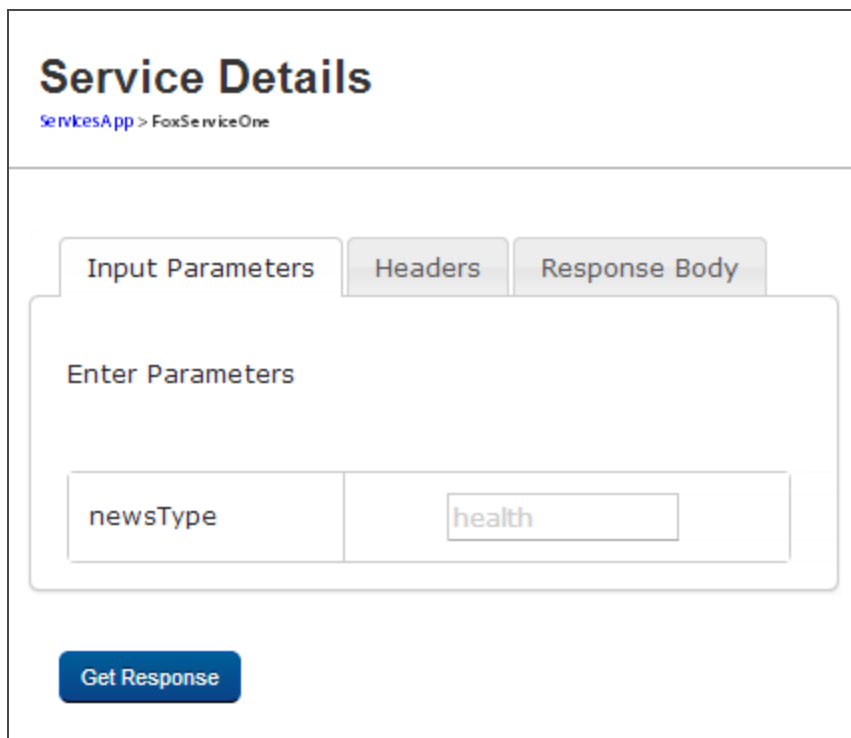 Service Details
ServicesApp > FoxServiceOne
Input Parameters Headers Response Body
Enter Parameters
newsType health
Get Response